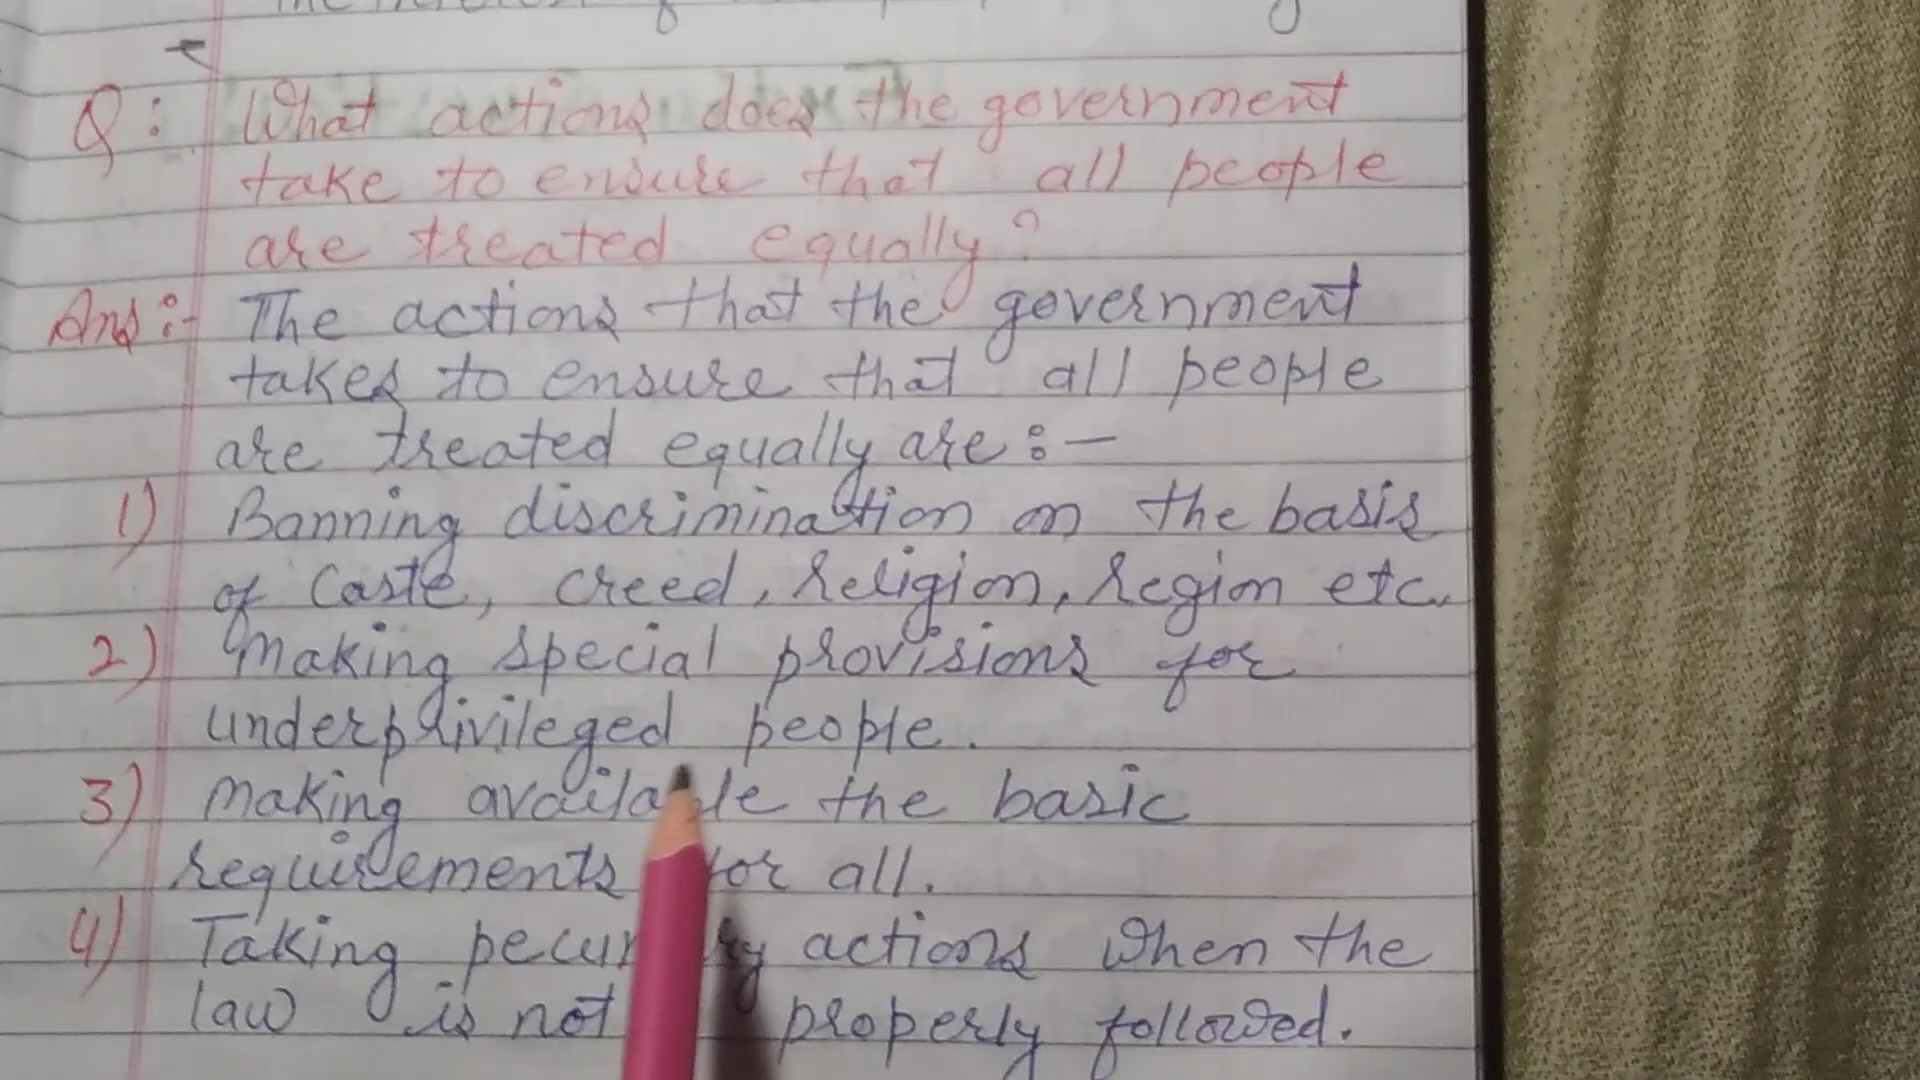 Q: What actions does the government
take to ensure that all people
are treated equally?
Ans:- The actions that the government
takes to ensure that all people
are treated equally are :-
1) Banning discrimination on the basis
of Caste, creed, religion, region etc.
2) Making special provisions for
underprivileged people.
3) Making available the basic
requirements for all.
4) Taking actions when the
law is not properly followed.